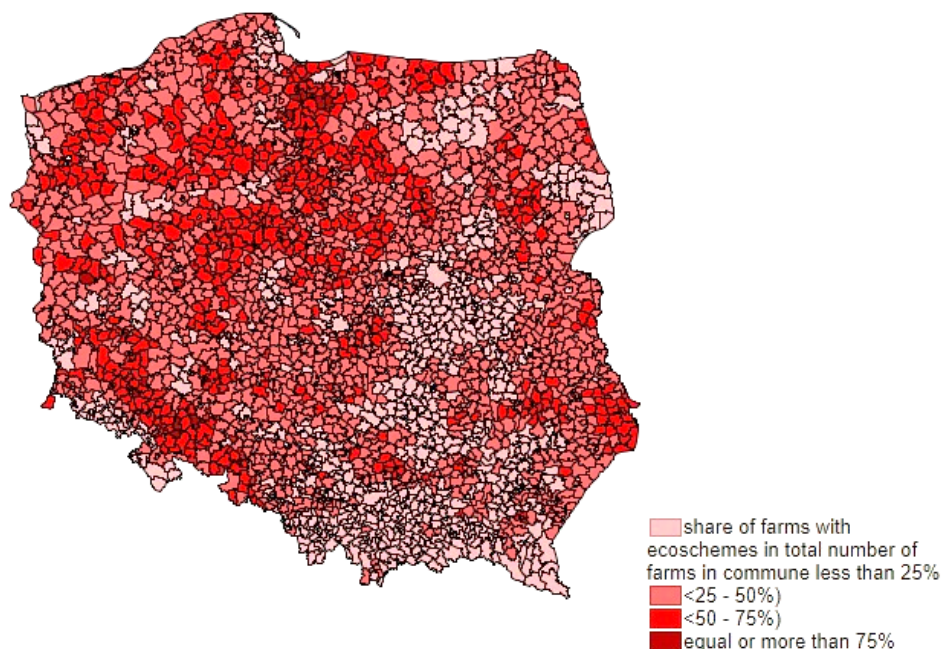 share of farms with
ecoschemes in total number of
farms in commune less than 25%
<25 - 50%)
<50 - 75%)
equal or more than 75%